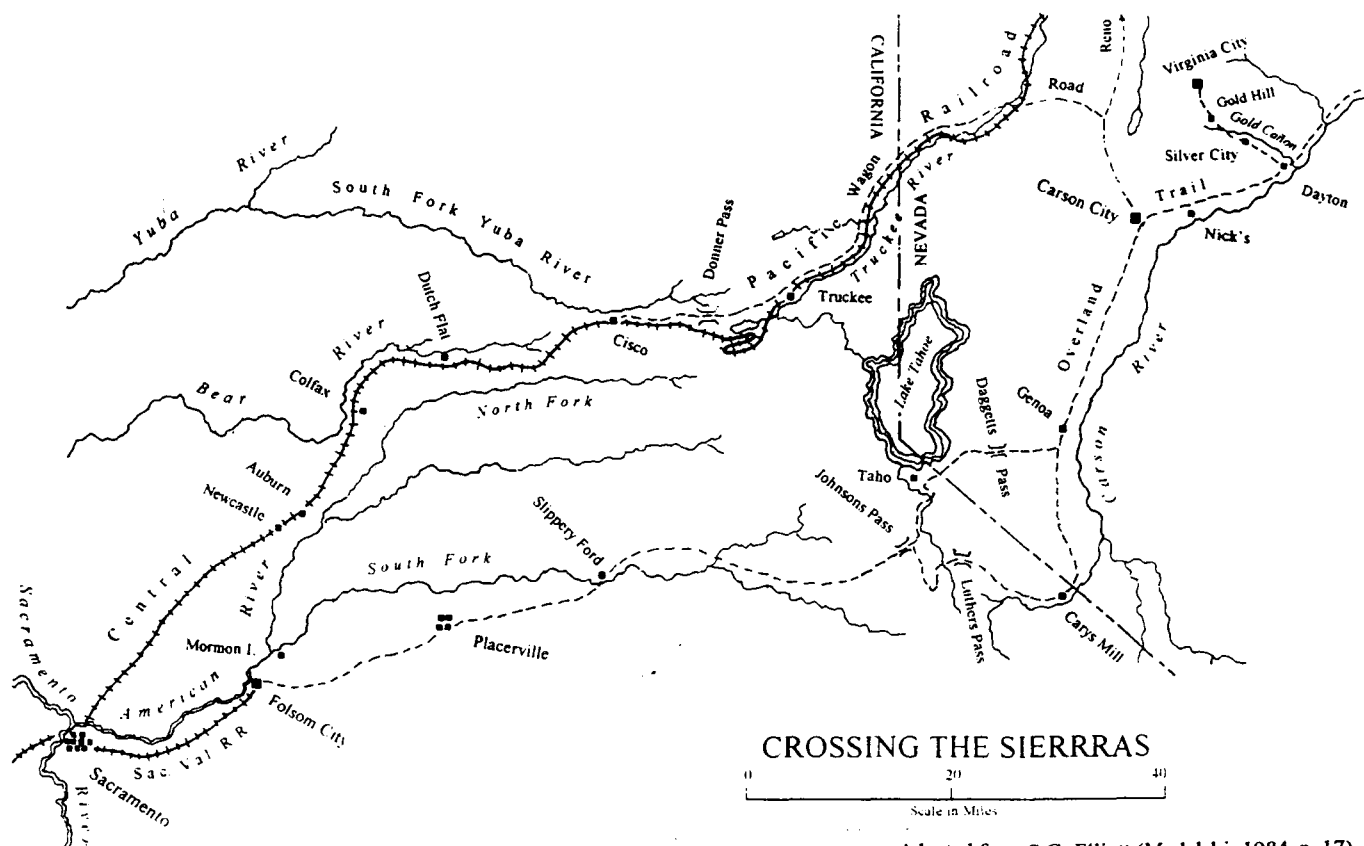 CALIFORNIA
NEVADA
Reno
Virginia City
Gold Hill
Gold Cañon
Silver City
Dayton
Trail
Carson City
Nick's
Road
Railroad
Wagon
Pacific
Truckee River
Yuba River
South Fork Yuba River
Donner Pass
Truckee
Dutch Flat
Cisco
River
Colfax
Bear
North Fork
Lake Tahoe
Overland
River
Genoa
Daggetts Pass
Auburn
Newcastle
Taho
Johnsons Pass
Slippery Ford
South Fork
Central
River
Luthers Pass
Carys Mill
Mormon I.
Placerville
Sacramento
American
Folsom City
Sac. Val RR
Sacramento
River
CROSSING THE SIERRRAS
0 20 40
Scale in Miles